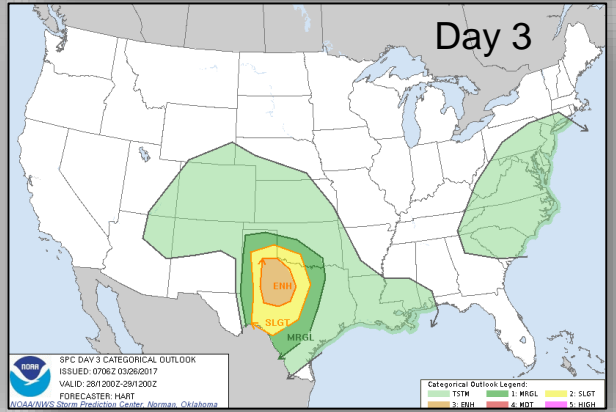 Day 3
ENH
SLGT
MRGL
NOAA
SPC DAY 3 CATEGORICAL OUTLOOK
ISSUED: 0706Z 03/26/2017
VALID: 28/1200Z-29/1200Z
FORECASTER: HART
NOAA/NWS Storm Prediction Center, Norman, Oklahoma
Categorical Outlook Legend:
TSTM 1: MRGL 2: SLGT
3: ENH 4: MDT 5: HIGH